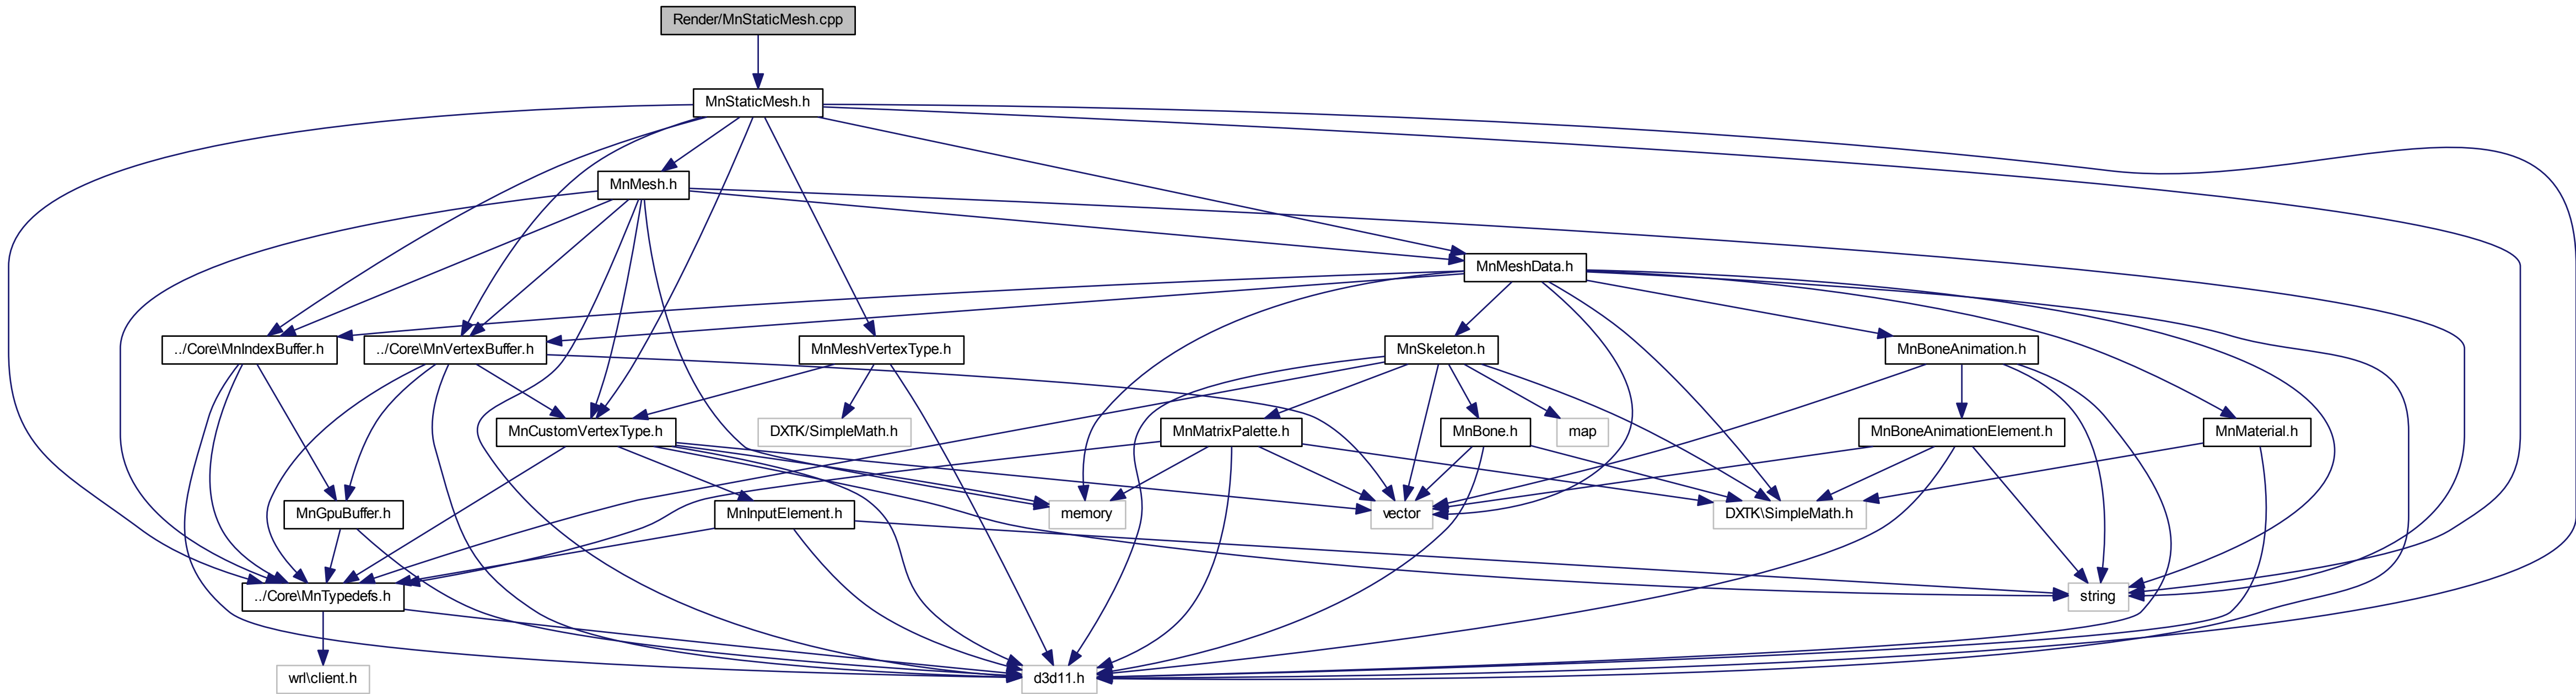 Render/MnStaticMesh.cpp
MnStaticMesh.h
MnMesh.h
MnMeshData.h
../Core\MnIndexBuffer.h
../Core\MnVertexBuffer.h
MnMeshVertexType.h
MnSkeleton.h
MnBoneAnimation.h
MnCustomVertexType.h
DXTK/SimpleMath.h
MnMatrixPalette.h
MnBone.h
map
MnBoneAnimationElement.h
MnMaterial.h
MnGpuBuffer.h
MnInputElement.h
memory
vector
DXTK\SimpleMath.h
../Core\MnTypedefs.h
string
wrl\client.h
d3d11.h